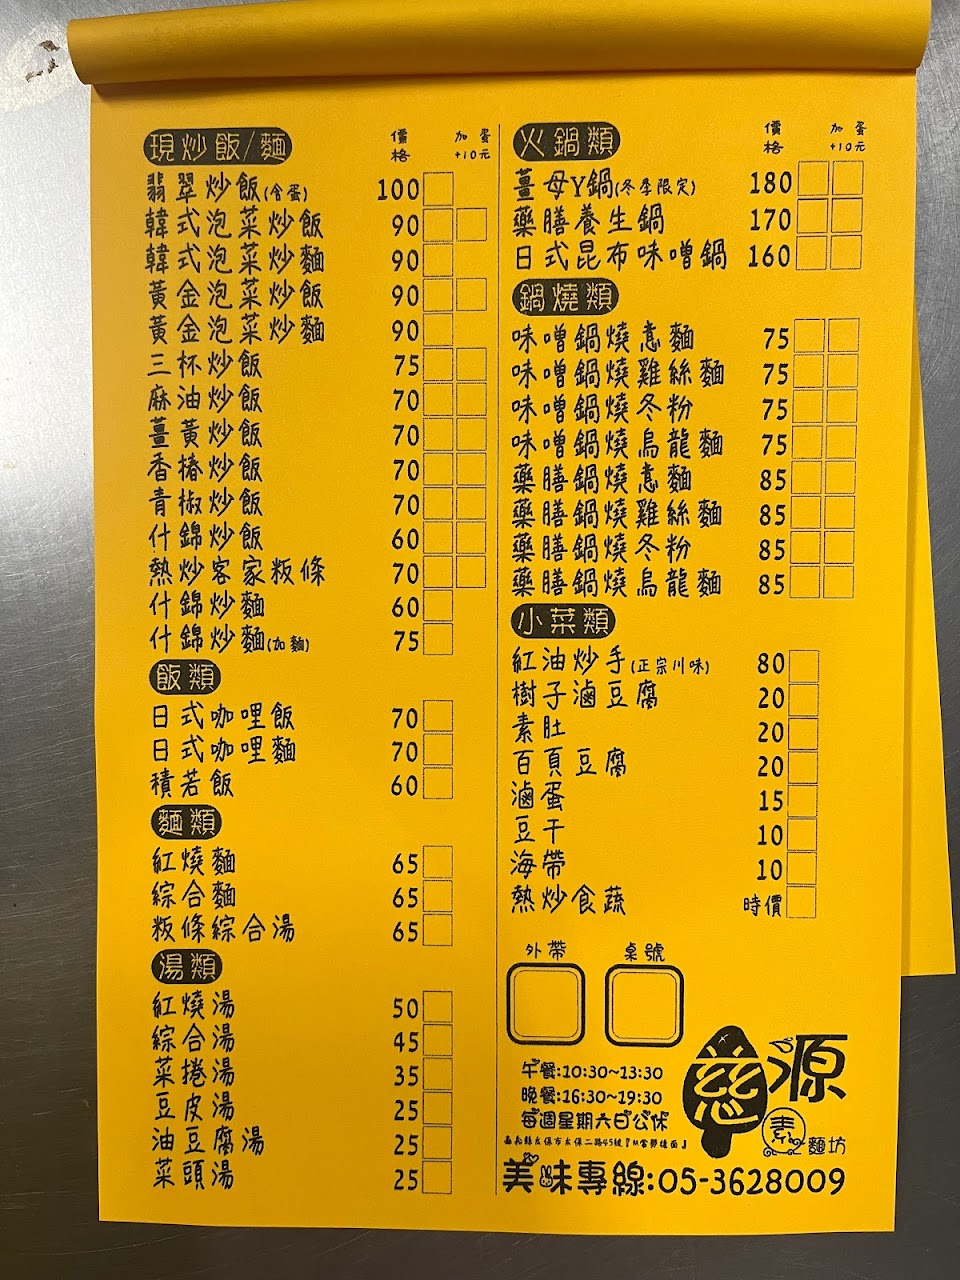 現炒飯/麵 價格 加蛋+10元
翡翠炒飯(含蛋) 100
韓式泡菜炒飯 90
韓式泡菜炒麵 90
黃金泡菜炒飯 90
黃金泡菜炒麵 90
三杯炒飯 75
麻油炒飯 70
薑黃炒飯 70
香椿炒飯 70
青椒炒飯 70
什錦炒飯 60
熱炒客家粄條 70
什錦炒麵 60
什錦炒麵(加麵) 75
飯類
日式咖哩飯 70
日式咖哩麵 70
積若飯 60
麵類
紅燒麵 65
綜合麵 65
粄條綜合湯 65
湯類
紅燒湯 50
綜合湯 45
菜捲湯 35
豆皮湯 25
油豆腐湯 25
菜頭湯 25
火鍋類 價格 加蛋+10元
薑母Y鍋(冬季限定) 180
藥膳養生鍋 170
日式昆布味噌鍋 160
鍋燒類
味噌鍋燒意麵 75
味噌鍋燒雞絲麵 75
味噌鍋燒冬粉 75
味噌鍋燒烏龍麵 75
藥膳鍋燒意麵 85
藥膳鍋燒雞絲麵 85
藥膳鍋燒冬粉 85
藥膳鍋燒烏龍麵 85
小菜類
紅油炒手(正宗川味) 80
樹子滷豆腐 20
素肚 20
百頁豆腐 20
滷蛋 15
豆干 10
海帶 10
熱炒食蔬 時價
外帶 桌號
午餐:10:30~13:30
晚餐:16:30~19:30
每週星期六日公休
嘉義縣太保市太保二路45號
慈源
素麵坊
美味專線:05-3628009